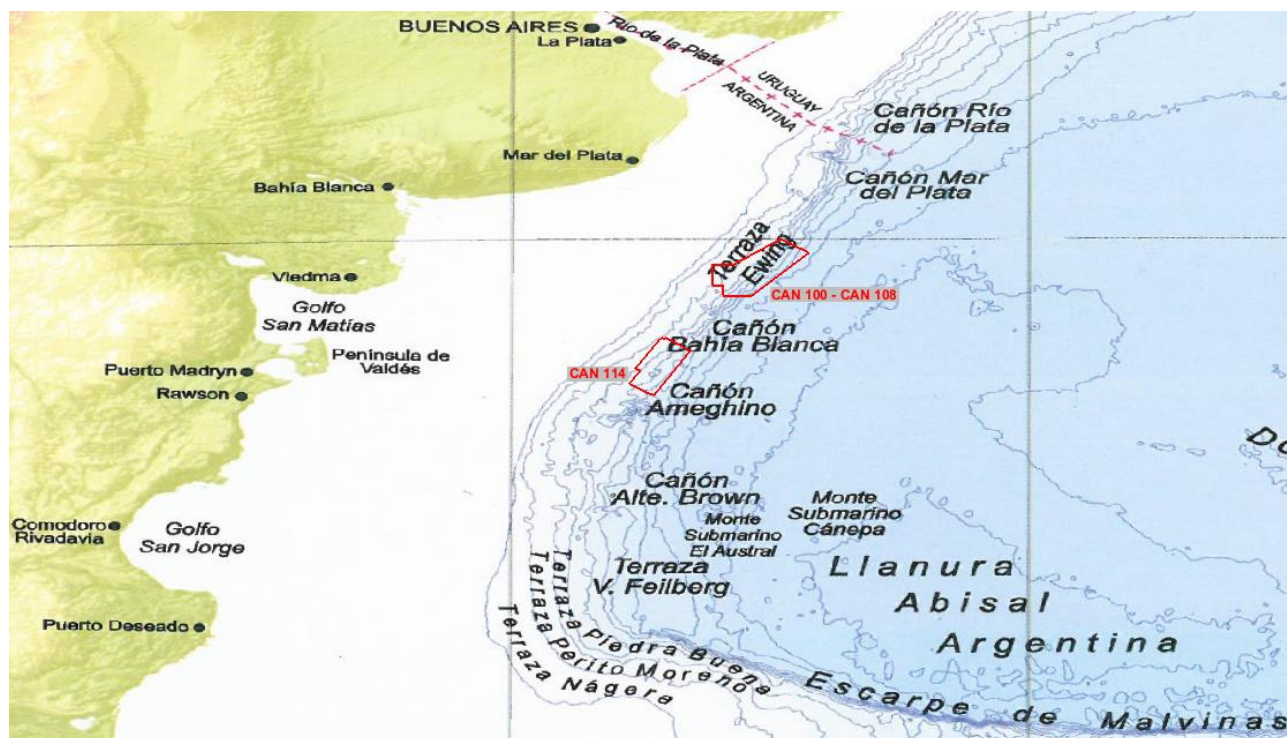 BUENOS AIRES
La Plata
Río de la Plata
URUGUAY
ARGENTINA
Cañón Río
de la Plata
Mar del Plata
Cañón Mar
del Plata
Bahía Blanca
Terraza
Ewing
Viedma
CAN 100 - CAN 108
Golfo
San Matías
Cañón
Bahía Blanca
Península de
Valdés
Puerto Madryn
CAN 114
Rawson
Cañón
Ameghino
Cañón
Alte. Brown
Monte
Submarino
Cánepa
Monte
Submarino
El Austral
Comodoro
Rivadavia
Golfo
San Jorge
Terraza
V. Feilberg
Llanura
Abisal
Argentina
Puerto Deseado
Terraza Piedra Buena
Terraza Perito Moreno
Terraza Nágera
Escarpe de Malvinas